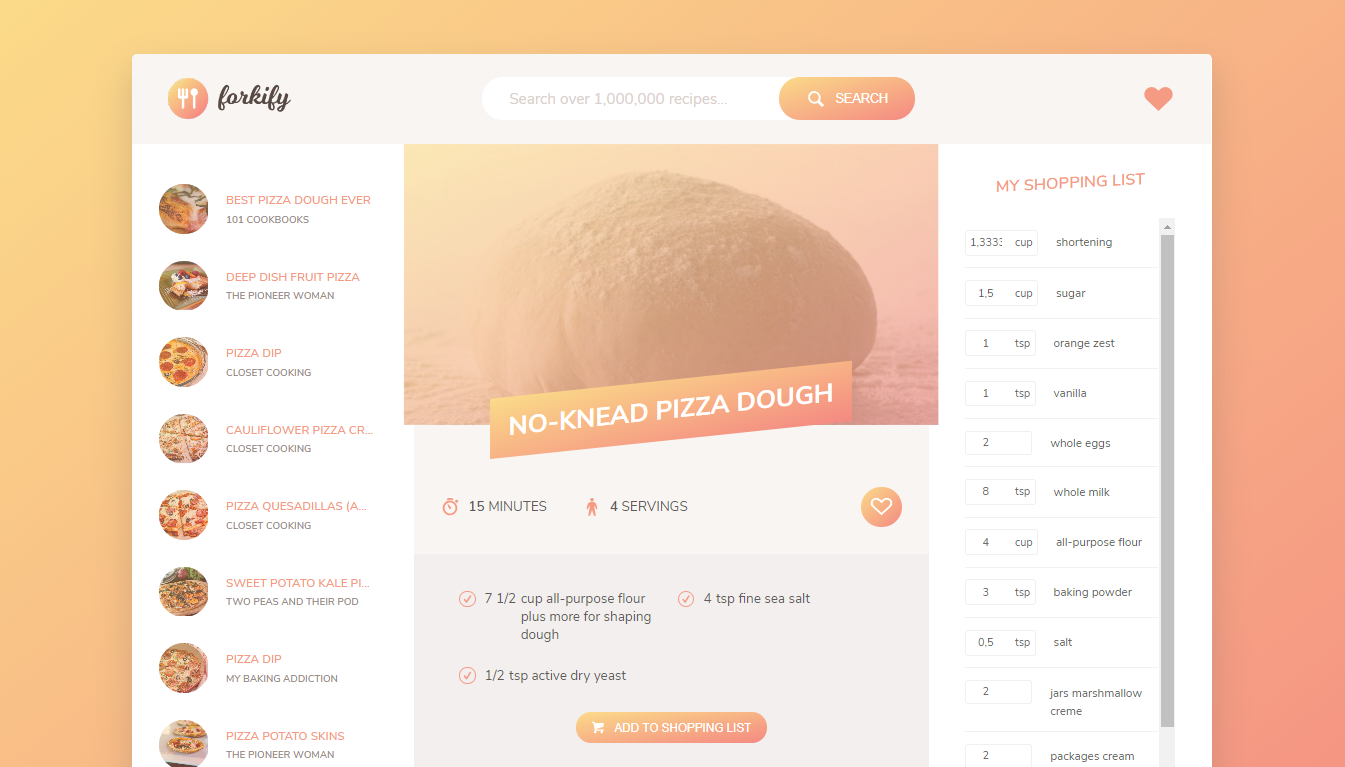 forkify
Search over 1,000,000 recipes...
SEARCH
BEST PIZZA DOUGH EVER
101 COOKBOOKS
DEEP DISH FRUIT PIZZA
THE PIONEER WOMAN
PIZZA DIP
CLOSET COOKING
CAULIFLOWER PIZZA CR...
CLOSET COOKING
PIZZA QUESADILLAS (A...
CLOSET COOKING
SWEET POTATO KALE PI...
TWO PEAS AND THEIR POD
PIZZA DIP
MY BAKING ADDICTION
PIZZA POTATO SKINS
THE PIONEER WOMAN
NO-KNEAD PIZZA DOUGH
15 MINUTES
4 SERVINGS
7 1/2 cup all-purpose flour
plus more for shaping
dough
4 tsp fine sea salt
1/2 tsp active dry yeast
ADD TO SHOPPING LIST
MY SHOPPING LIST
1,3333 cup shortening
1,5 cup sugar
1 tsp orange zest
1 tsp vanilla
2 whole eggs
8 tsp whole milk
4 cup all-purpose flour
3 tsp baking powder
0,5 tsp salt
2 jars marshmallow
creme
2 packages cream